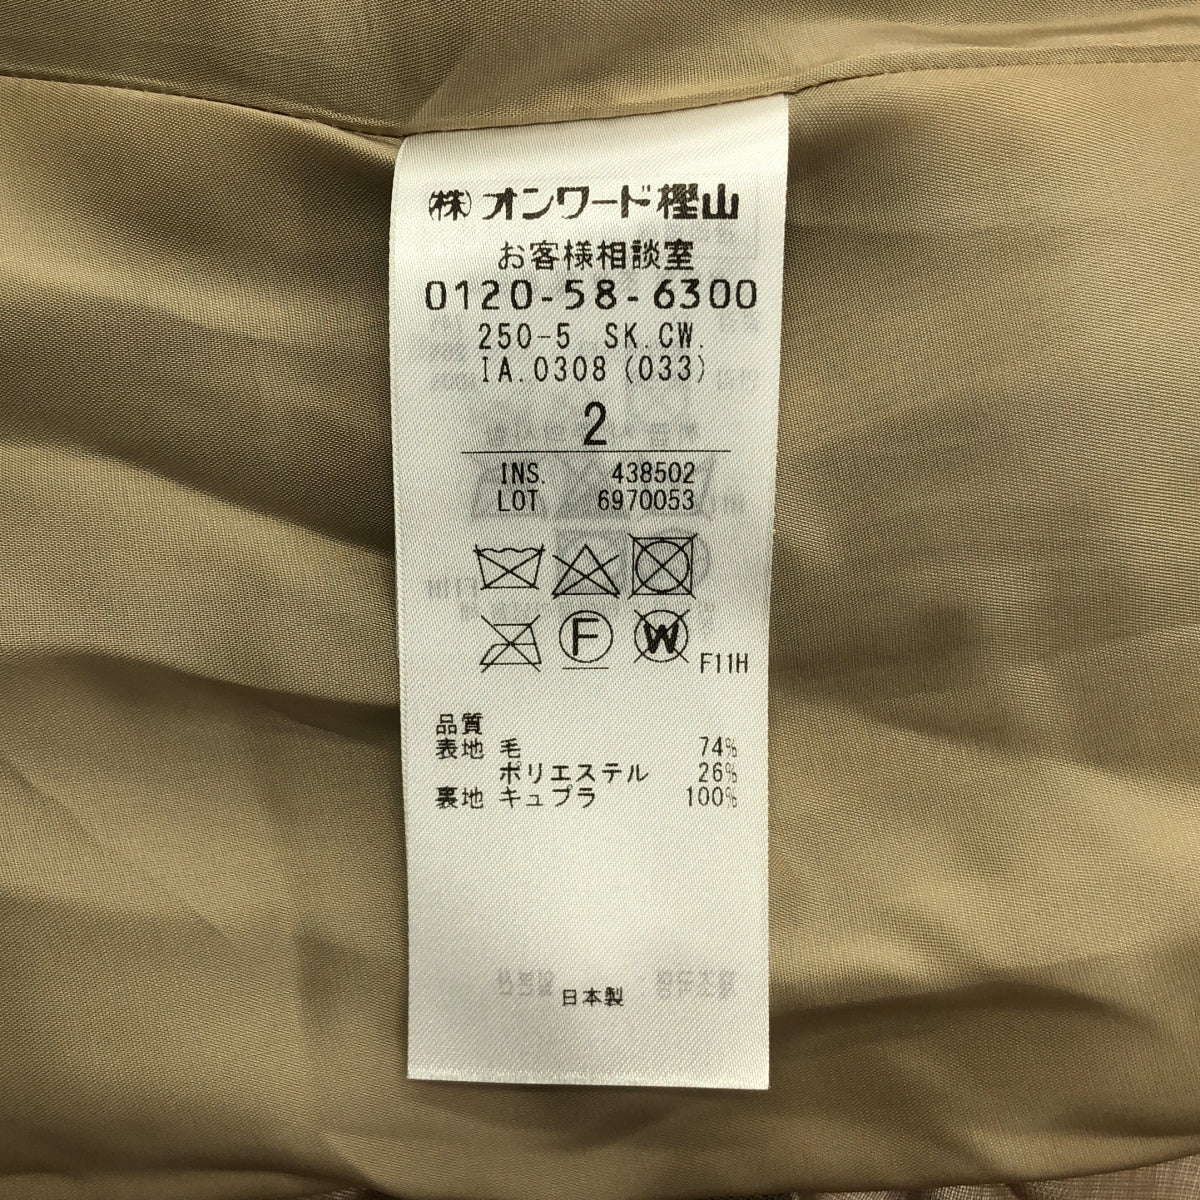 ㈱オンワード樫山
お客様相談室
0120-58-6300
250-5 SK.CW.
IA.0308 (033)
2
INS. 438502
LOT 6970053
F W F11H
品質
表地 毛 74%
ポリエステル 26%
裏地 キュプラ 100%
日本製